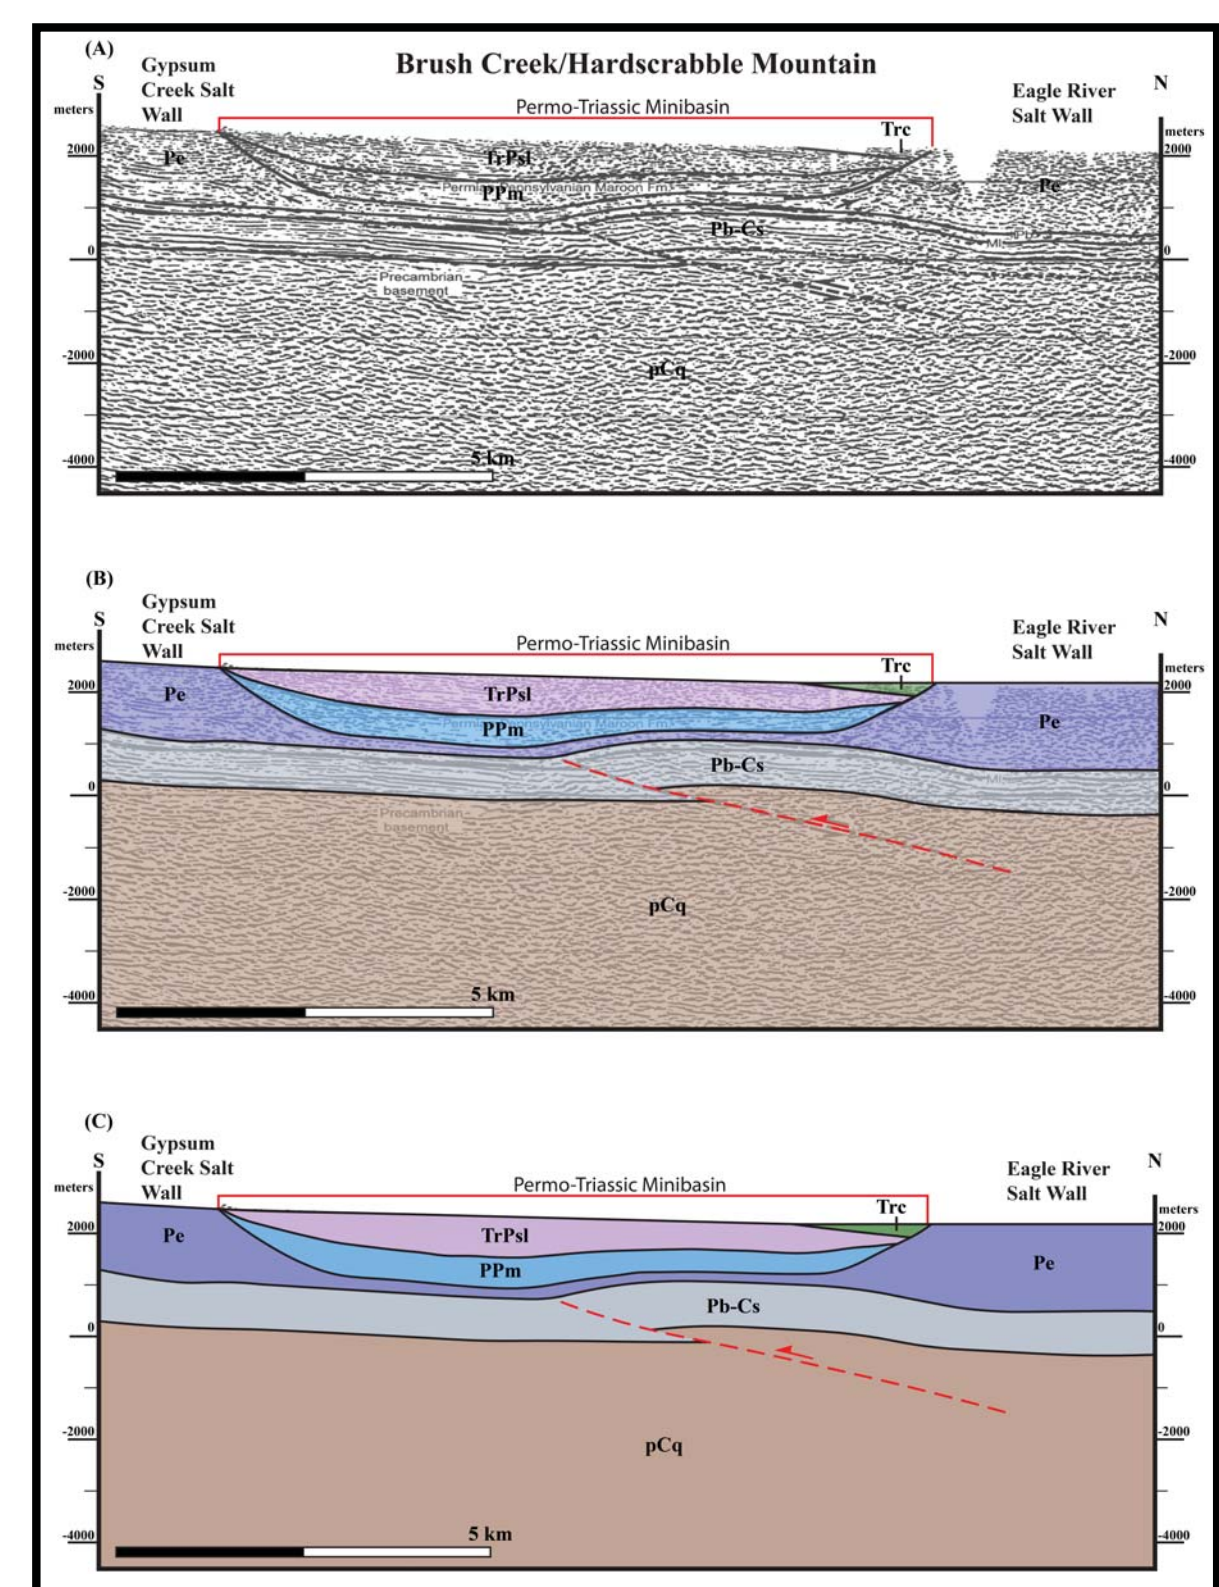 (A)
Brush Creek/Hardscrabble Mountain
Gypsum
Creek Salt
Wall
S
N
Eagle River
Salt Wall
meters
meters
Permo-Triassic Minibasin
Trc
2000
2000
Pe
TrPsl
Pe
Permian-Pennsylvanian Maroon Fm.
PPm
Pb-Cs
0
0
Precambrian
basement
-2000
-2000
pCq
-4000
-4000
5 km
(B)
Gypsum
Creek Salt
Wall
S
N
Eagle River
Salt Wall
meters
meters
Permo-Triassic Minibasin
Trc
2000
2000
Pe
TrPsl
Pe
Permian-Pennsylvanian Maroon Fm.
PPm
Pb-Cs
0
0
Precambrian
basement
-2000
-2000
pCq
-4000
-4000
5 km
(C)
Gypsum
Creek Salt
Wall
S
N
Eagle River
Salt Wall
meters
meters
Permo-Triassic Minibasin
Trc
2000
2000
Pe
TrPsl
Pe
PPm
Pb-Cs
0
0
-2000
-2000
pCq
-4000
-4000
5 km